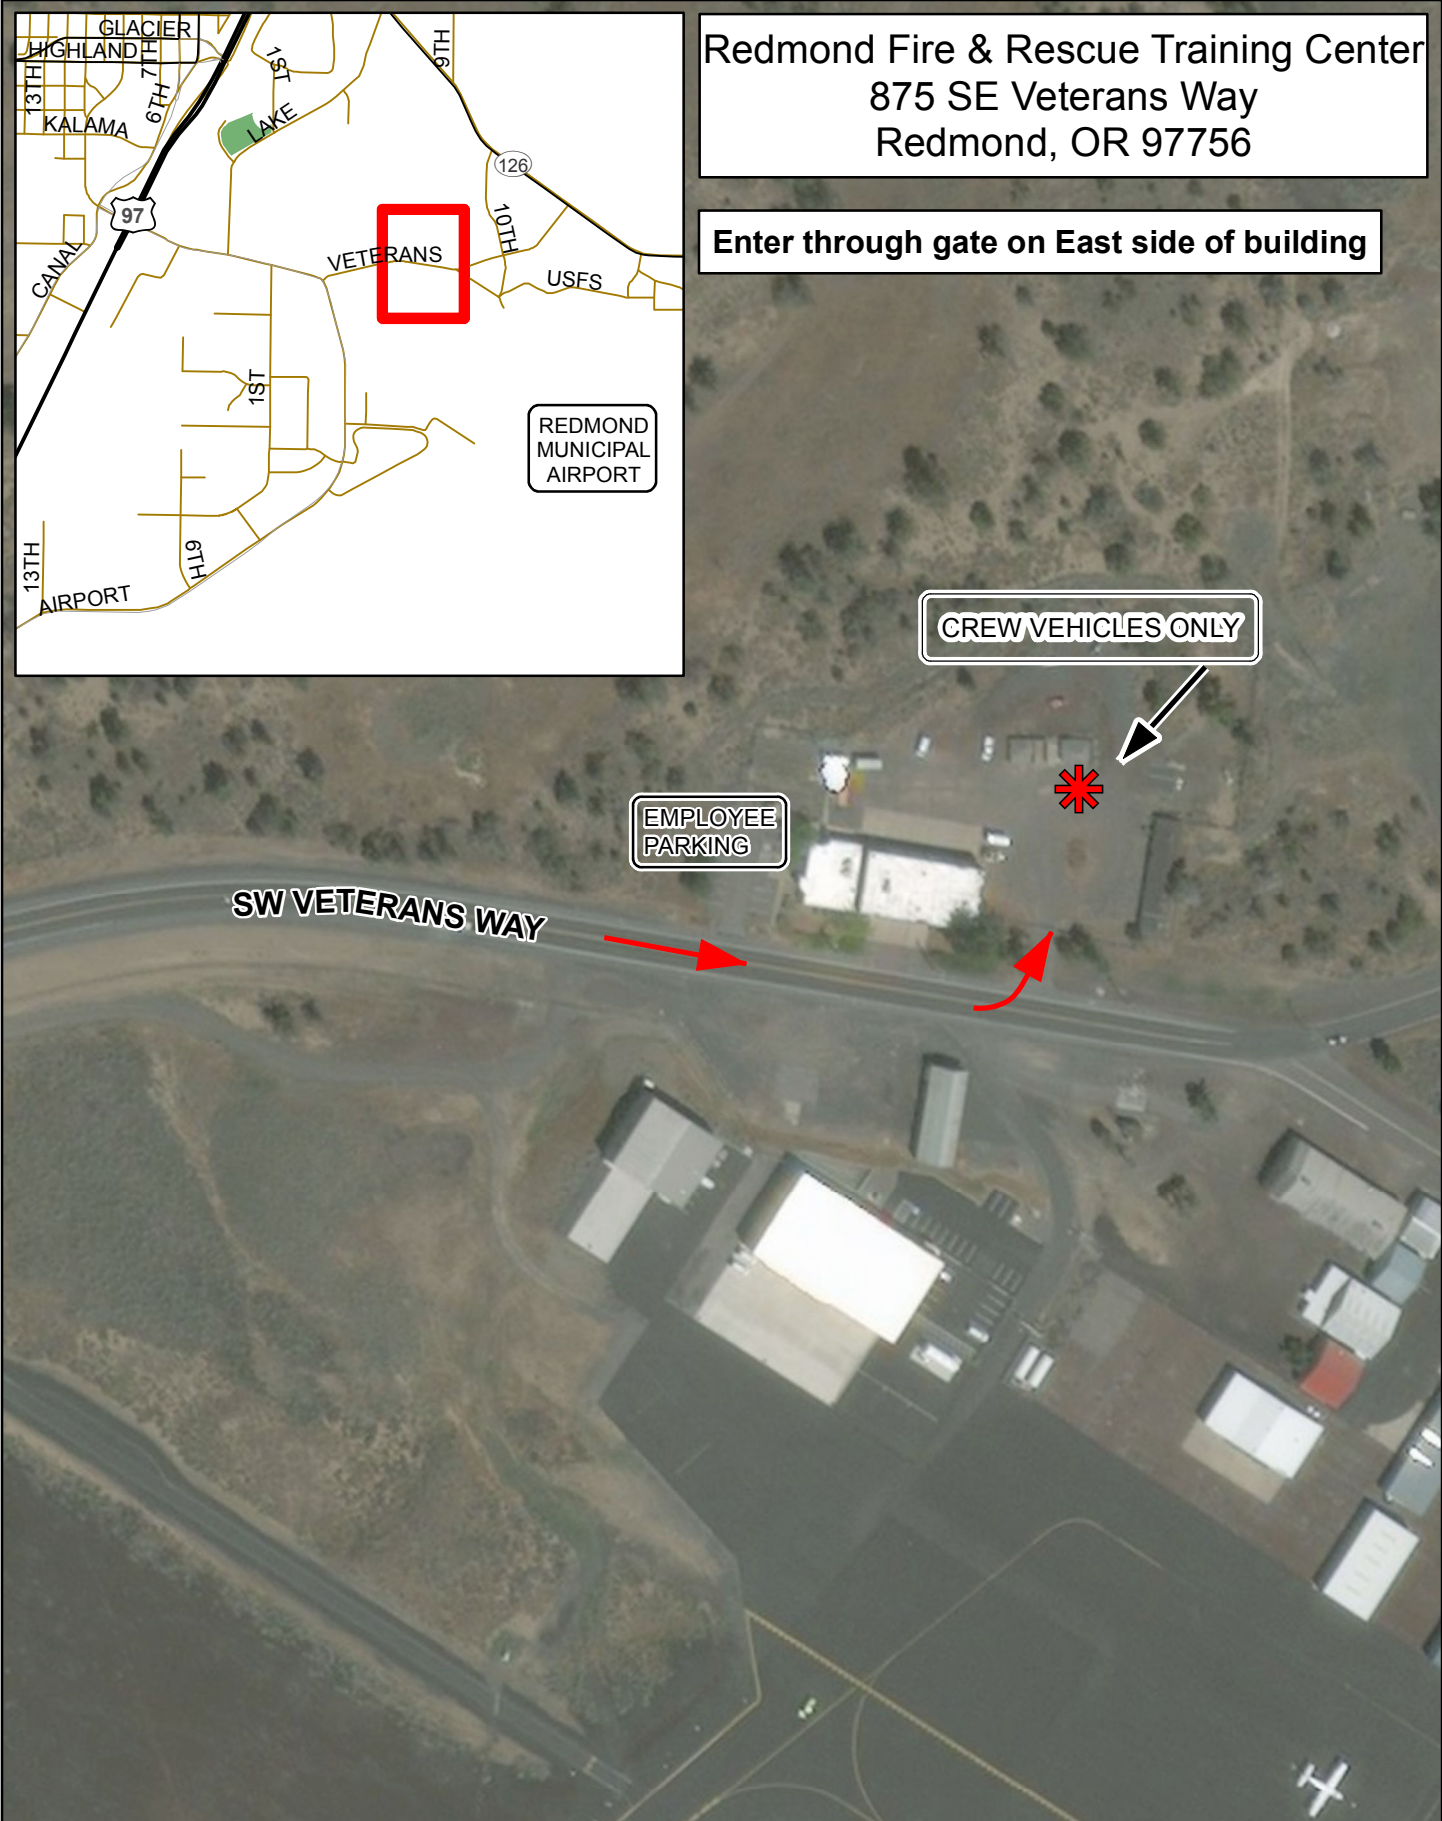 Redmond Fire & Rescue Training Center
875 SE Veterans Way
Redmond, OR 97756
Enter through gate on East side of building
GLACIER
HIGHLAND
13TH
7TH
6TH
1ST
9TH
KALAMA
LAKE
126
97
CANAL
VETERANS
10TH
USFS
1ST
REDMOND
MUNICIPAL
AIRPORT
13TH
6TH
AIRPORT
CREW VEHICLES ONLY
EMPLOYEE
PARKING
SW VETERANS WAY